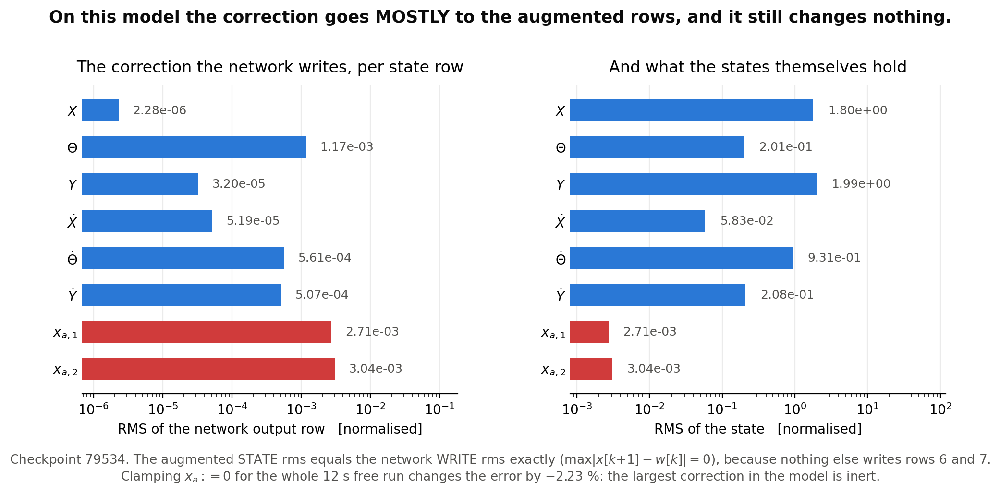 On this model the correction goes MOSTLY to the augmented rows, and it still changes nothing.
The correction the network writes, per state row
X 2.28e-06
Θ 1.17e-03
Y 3.20e-05
Ẋ 5.19e-05
Θ̇ 5.61e-04
Ẏ 5.07e-04
x_{a,1} 2.71e-03
x_{a,2} 3.04e-03
10⁻⁶ 10⁻⁵ 10⁻⁴ 10⁻³ 10⁻² 10⁻¹
RMS of the network output row [normalised]
And what the states themselves hold
X 1.80e+00
Θ 2.01e-01
Y 1.99e+00
Ẋ 5.83e-02
Θ̇ 9.31e-01
Ẏ 2.08e-01
x_{a,1} 2.71e-03
x_{a,2} 3.04e-03
10⁻³ 10⁻² 10⁻¹ 10⁰ 10¹ 10²
RMS of the state [normalised]
Checkpoint 79534. The augmented STATE rms equals the network WRITE rms exactly (max|x[k+1] − w[k]| = 0), because nothing else writes rows 6 and 7.
Clamping x_a := 0 for the whole 12 s free run changes the error by −2.23 %: the largest correction in the model is inert.